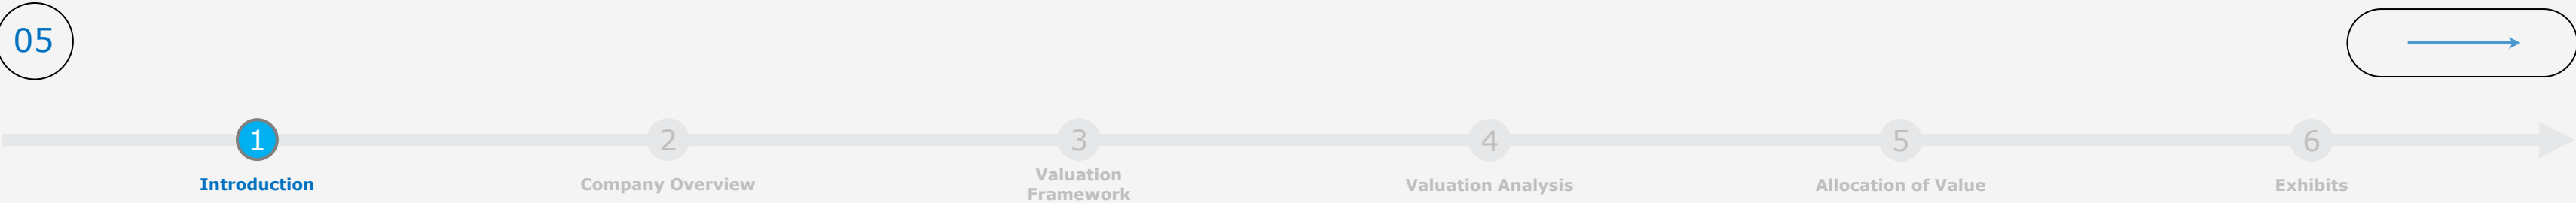 05
1
2
3
4
5
6
Introduction
Company Overview
Valuation
Framework
Valuation Analysis
Allocation of Value
Exhibits